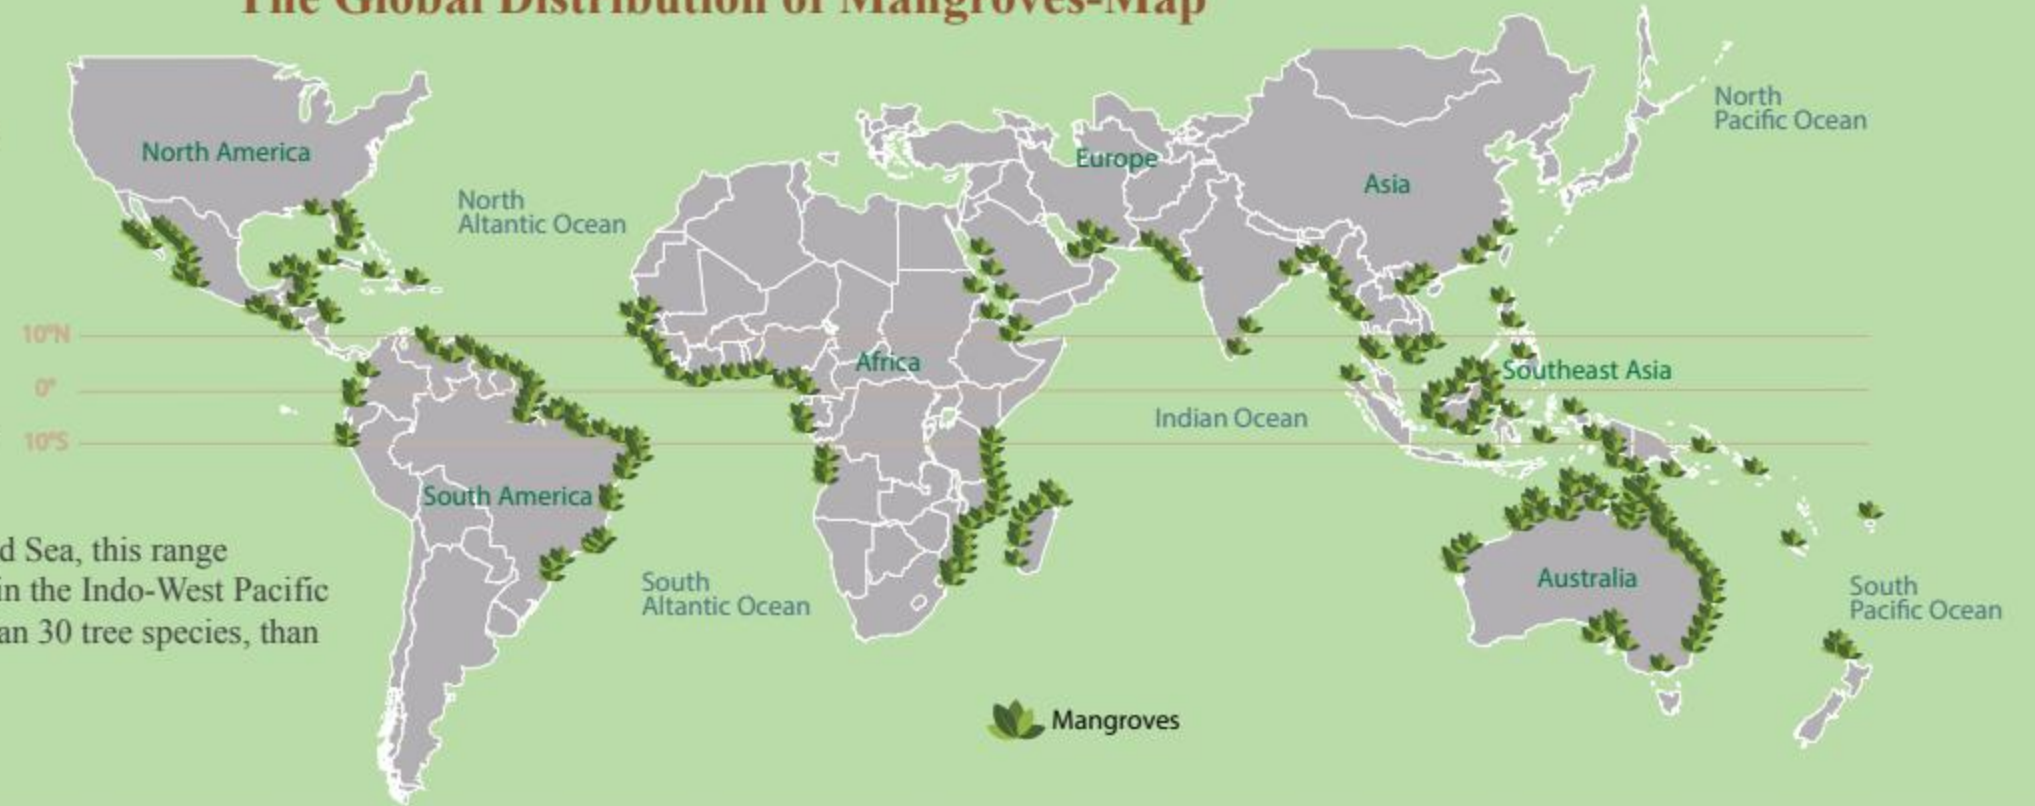 The Global Distribution of Mangroves-Map
North
Pacific Ocean
North America
Europe
Asia
North
Altantic Ocean
10°N
Africa
Southeast Asia
0°
Indian Ocean
10°S
South America
d Sea, this range
in the Indo-West Pacific
an 30 tree species, than
South
Altantic Ocean
Australia
South
Pacific Ocean
Mangroves